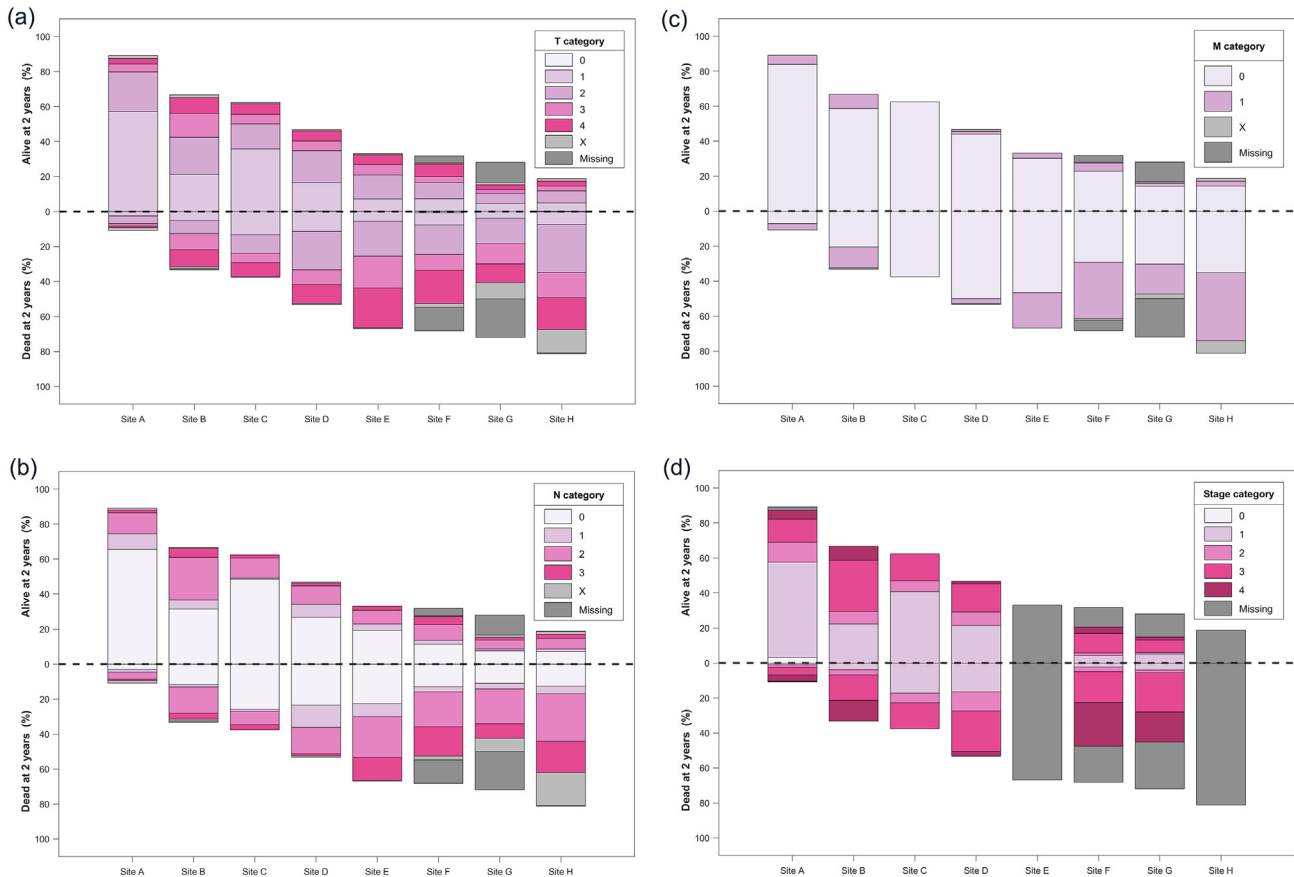 (a)
Alive at 2 years (%)
Dead at 2 years (%)
100
80
60
40
20
0
20
40
60
80
100
T category
0
1
2
3
4
X
Missing
Site A Site B Site C Site D Site E Site F Site G Site H
(c)
Alive at 2 years (%)
Dead at 2 years (%)
100
80
60
40
20
0
20
40
60
80
100
M category
0
1
X
Missing
Site A Site B Site C Site D Site E Site F Site G Site H
(b)
Alive at 2 years (%)
Dead at 2 years (%)
100
80
60
40
20
0
20
40
60
80
100
N category
0
1
2
3
X
Missing
Site A Site B Site C Site D Site E Site F Site G Site H
(d)
Alive at 2 years (%)
Dead at 2 years (%)
100
80
60
40
20
0
20
40
60
80
100
Stage category
0
1
2
3
4
Missing
Site A Site B Site C Site D Site E Site F Site G Site H